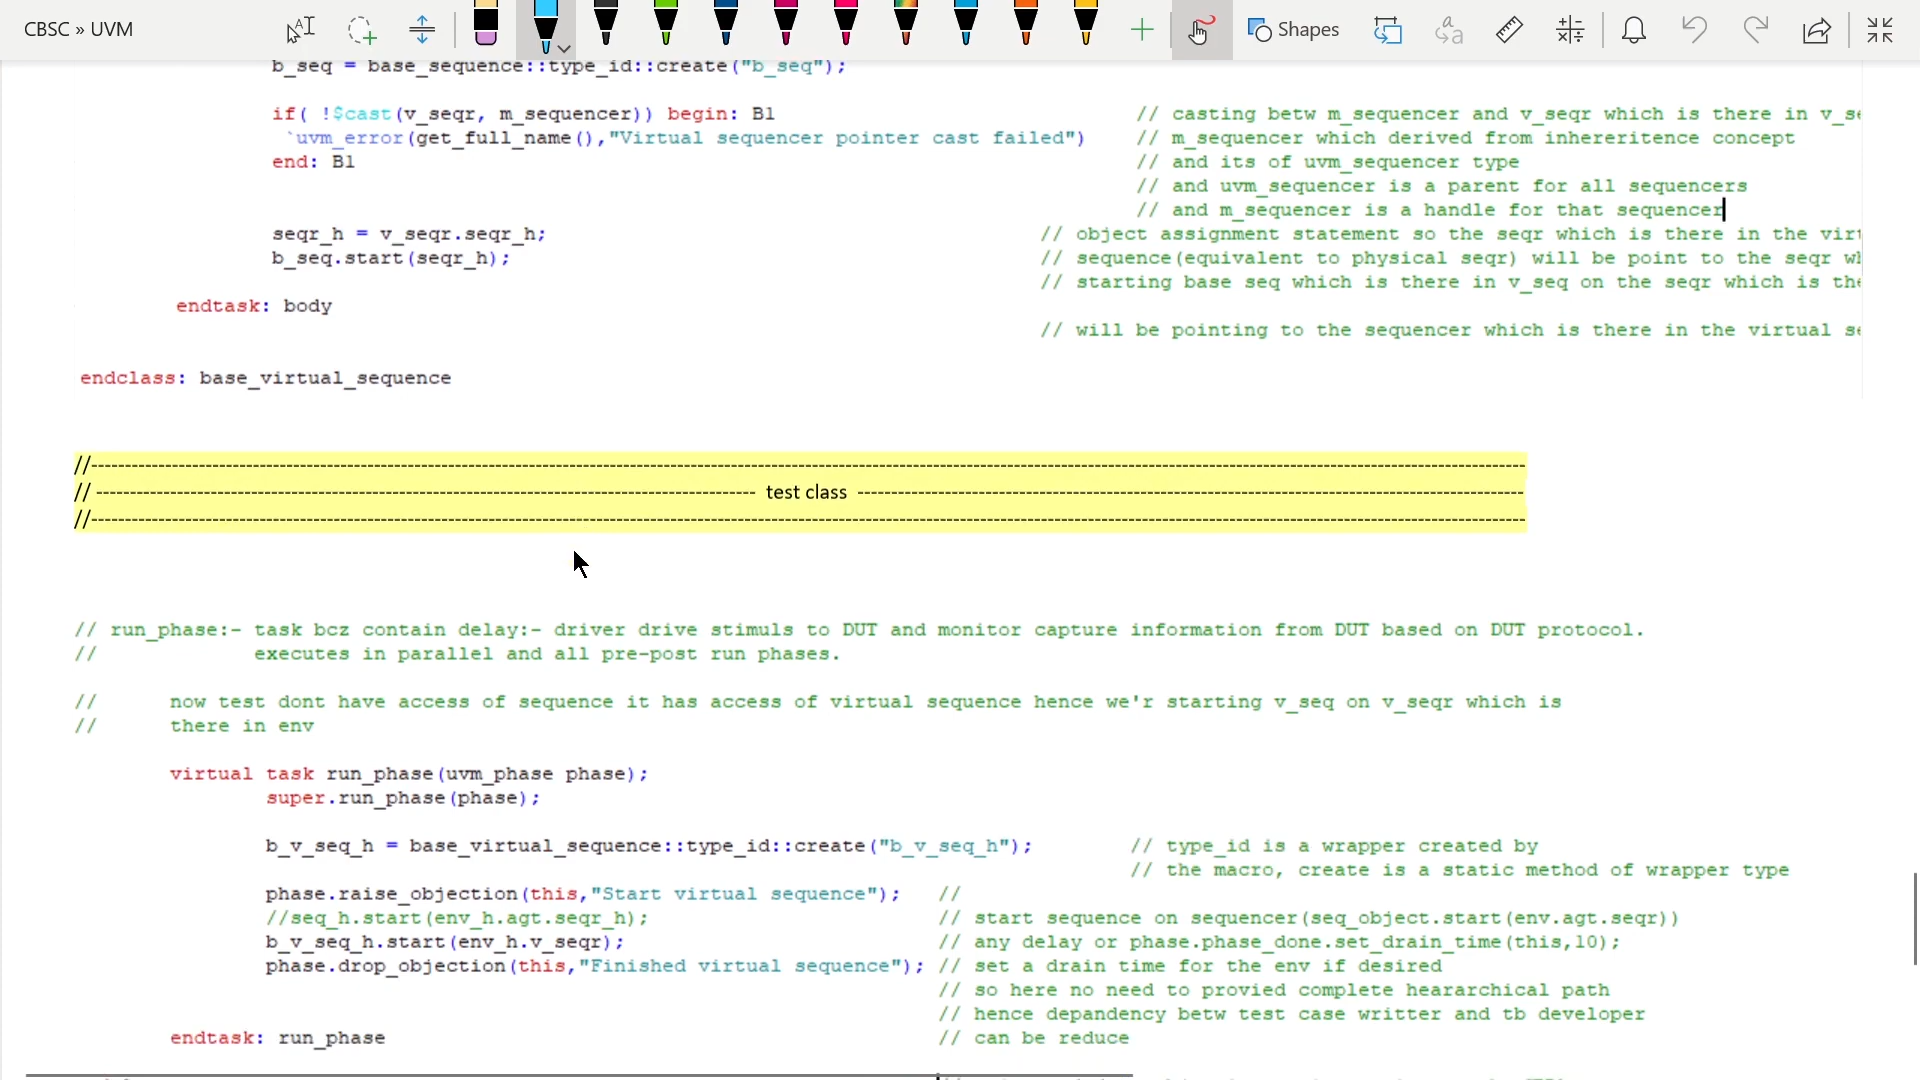 CBSC » UVM
Shapes
b_seq = base_sequence::type_id::create("b_seq");
if( !$cast(v_seqr, m_sequencer)) begin: B1 // casting betw m_sequencer and v_seqr which is there in
`uvm_error(get_full_name(),"Virtual sequencer pointer cast failed") // m_sequencer which derived from inhereritence concept
end: B1 // and its of uvm_sequencer type
// and uvm_sequencer is a parent for all sequencers
// and m_sequencer is a handle for that sequencer
seqr_h = v_seqr.seqr_h; // object assignment statement so the seqr which is there in the
b_seq.start(seqr_h); // sequence(equivalent to physical seqr) will be point to the seqr
// starting base seq which is there in v_seq on the seqr which is
endtask: body
// will be pointing to the sequencer which is there in the virtual
endclass: base_virtual_sequence
//------------------------------------------------------------
// ------------------------------ test class ------------------------------
//------------------------------------------------------------
// run_phase:- task bcz contain delay:- driver drive stimuls to DUT and monitor capture information from DUT based on DUT protocol.
// executes in parallel and all pre-post run phases.
// now test dont have access of sequence it has access of virtual sequence hence we'r starting v_seq on v_seqr which is
// there in env
virtual task run_phase(uvm_phase phase);
super.run_phase(phase);
b_v_seq_h = base_virtual_sequence::type_id::create("b_v_seq_h"); // type_id is a wrapper created by
// the macro, create is a static method of wrapper type
phase.raise_objection(this,"Start virtual sequence"); //
//seq_h.start(env_h.agt.seqr_h); // start sequence on sequencer(seq_object.start(env.agt.seqr))
b_v_seq_h.start(env_h.v_seqr); // any delay or phase.phase_done.set_drain_time(this,10);
phase.drop_objection(this,"Finished virtual sequence"); // set a drain time for the env if desired
// so here no need to provied complete heararchical path
// hence depandency betw test case writter and tb developer
endtask: run_phase // can be reduce